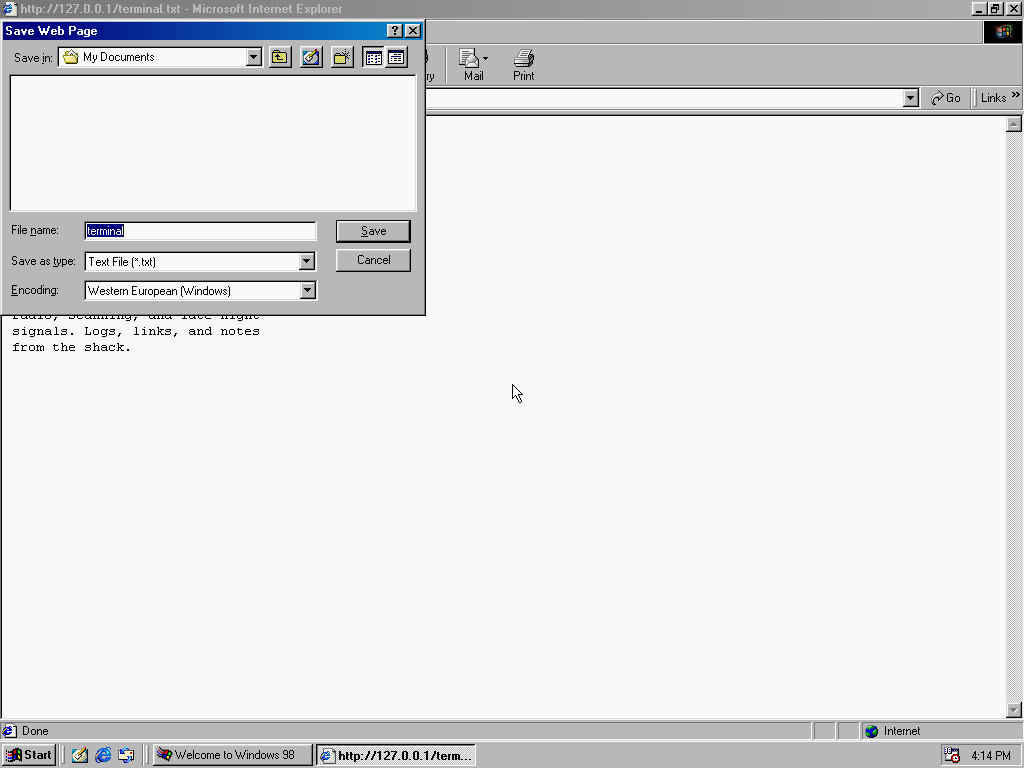 http://127.0.0.1/terminal.txt - Microsoft Internet Explorer
Save Web Page
Save in: My Documents
Mail
Print
Go
Links
File name: terminal
Save
Save as type: Text File (*.txt)
Cancel
Encoding: Western European (Windows)
signals. Logs, links, and notes
from the shack.
Done
Internet
Start
Welcome to Windows 98
http://127.0.0.1/term...
4:14 PM